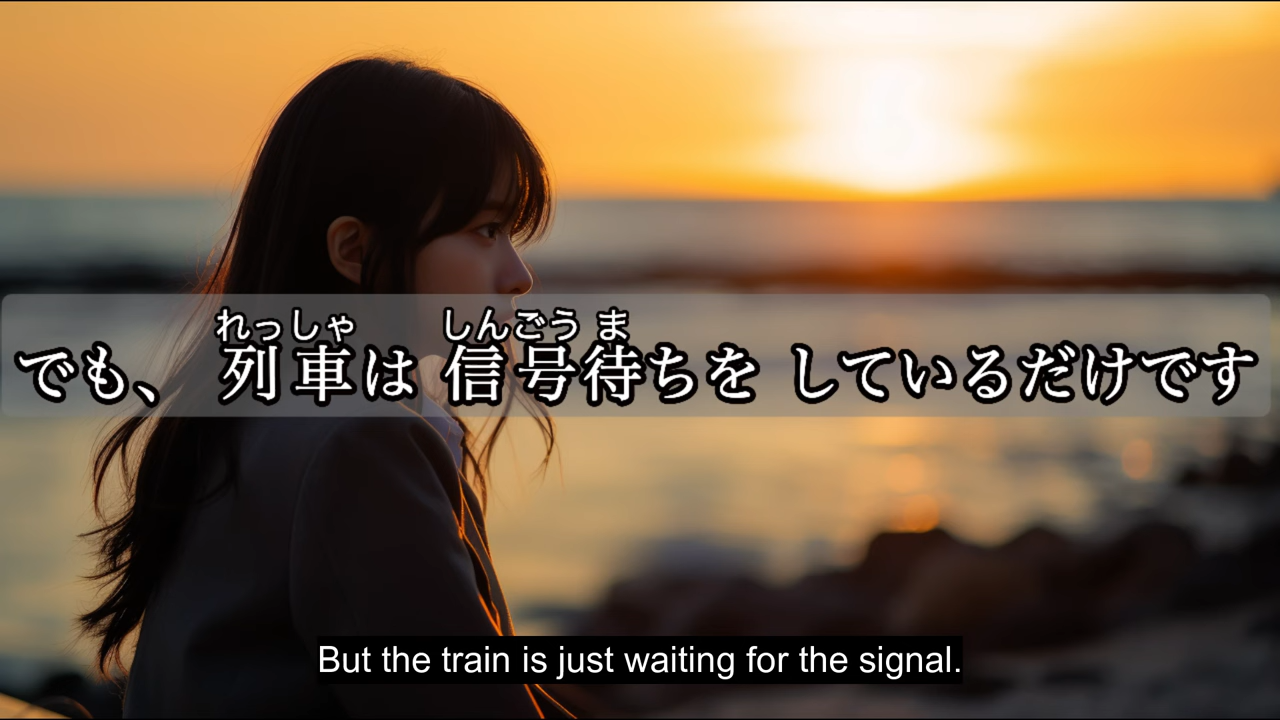 れっしゃ しんごう ま
でも、 列車は 信号待ちを しているだけです
But the train is just waiting for the signal.